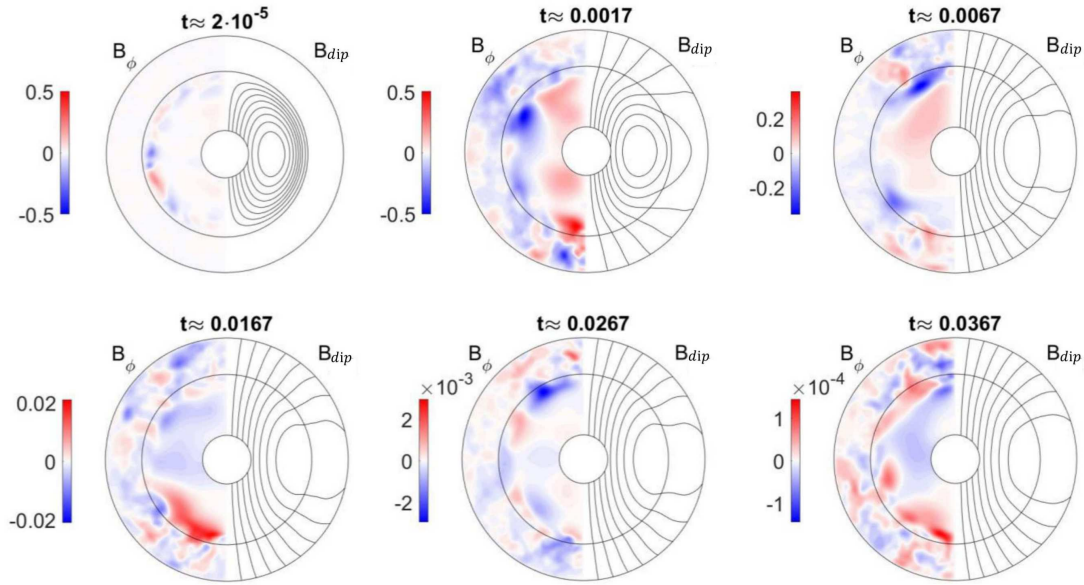 t≈ 2·10⁻⁵
B_ϕ
B_dip
0.5
0
-0.5
t≈ 0.0017
B_ϕ
B_dip
0.5
0
-0.5
t≈ 0.0067
B_ϕ
B_dip
0.2
0
-0.2
t≈ 0.0167
B_ϕ
B_dip
0.02
0
-0.02
t≈ 0.0267
B_ϕ
B_dip
× 10⁻³
2
0
-2
t≈ 0.0367
B_ϕ
B_dip
× 10⁻⁴
1
0
-1